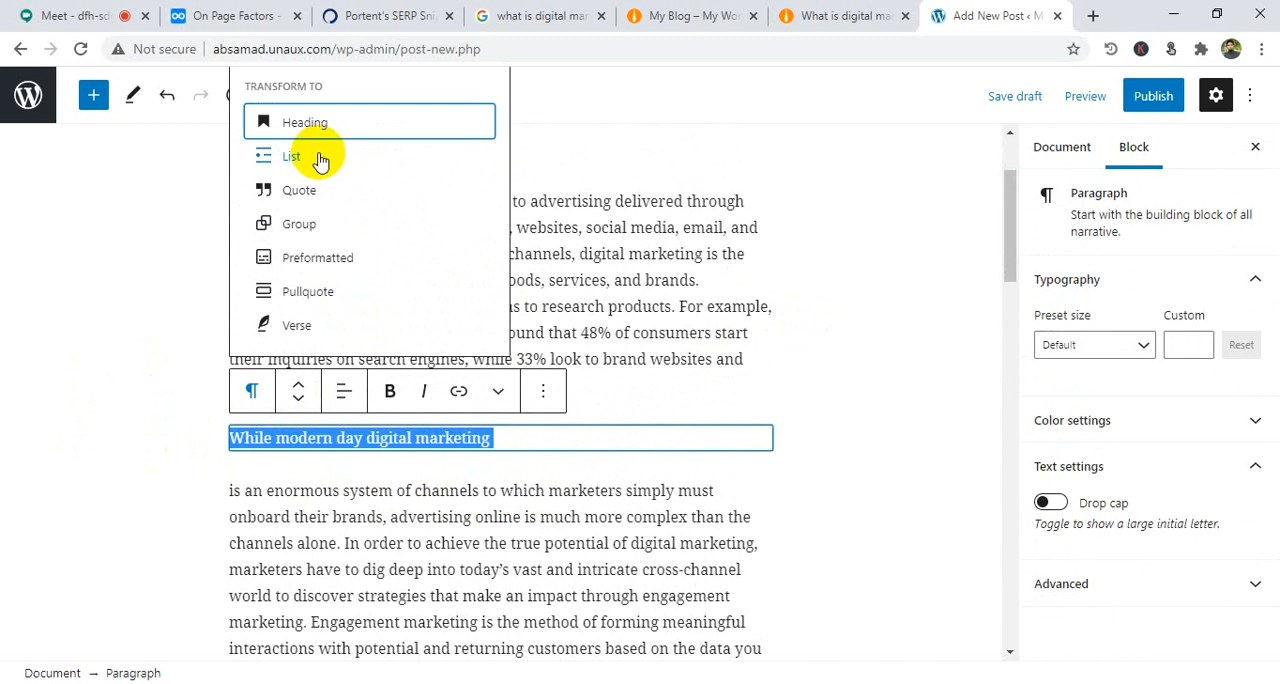 Meet - dfh-sd
On Page Factors -
Portent's SERP Sni
what is digital mar
My Blog – My Wo
What is digital ma
Add New Post ‹ M
Not secure | absamad.unaux.com/wp-admin/post-new.php
Save draft
Preview
Publish
TRANSFORM TO
Heading
List
Quote
Group
Preformatted
Pullquote
Verse
to advertising delivered through
, websites, social media, email, and
channels, digital marketing is the
oods, services, and brands.
ns to research products. For example,
ound that 48% of consumers start
their inquiries on search engines, while 33% look to brand websites and
B I
While modern day digital marketing
is an enormous system of channels to which marketers simply must
onboard their brands, advertising online is much more complex than the
channels alone. In order to achieve the true potential of digital marketing,
marketers have to dig deep into today's vast and intricate cross-channel
world to discover strategies that make an impact through engagement
marketing. Engagement marketing is the method of forming meaningful
interactions with potential and returning customers based on the data you
Document
Block
Paragraph
Start with the building block of all
narrative.
Typography
Preset size
Custom
Default
Reset
Color settings
Text settings
Drop cap
Toggle to show a large initial letter.
Advanced
Document → Paragraph